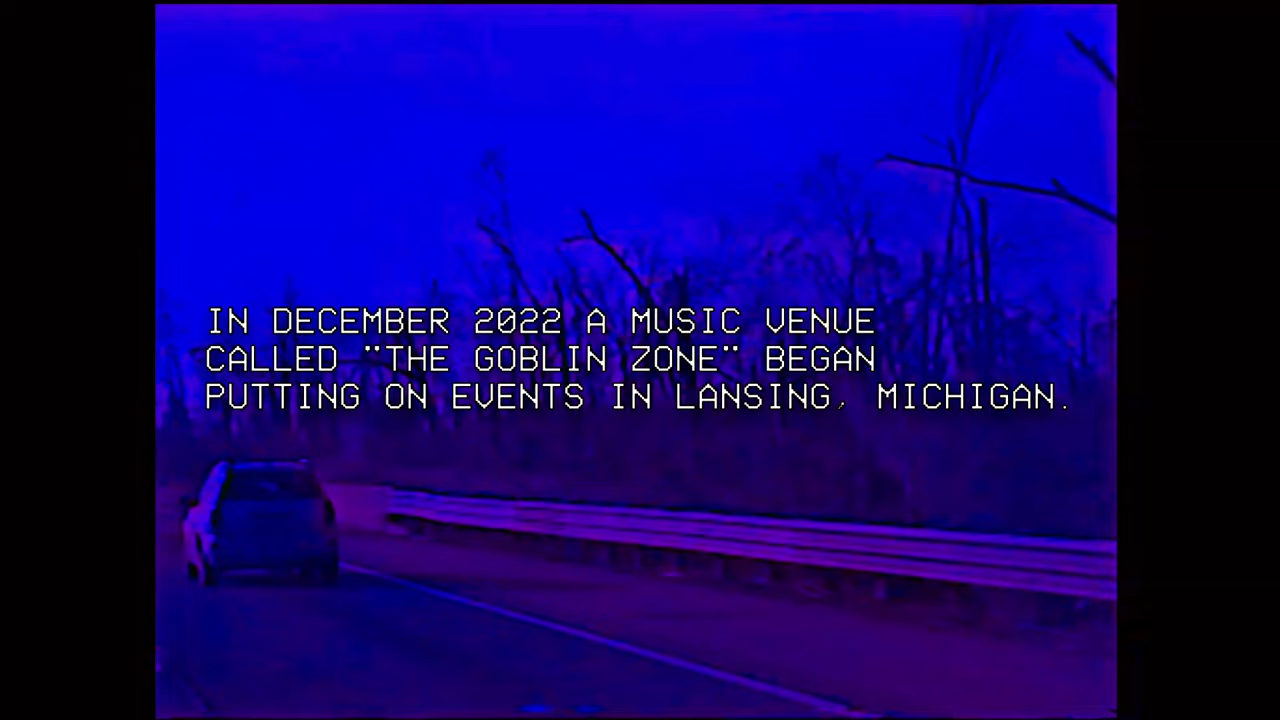 IN DECEMBER 2022 A MUSIC VENUE
CALLED "THE GOBLIN ZONE" BEGAN
PUTTING ON EVENTS IN LANSING, MICHIGAN.